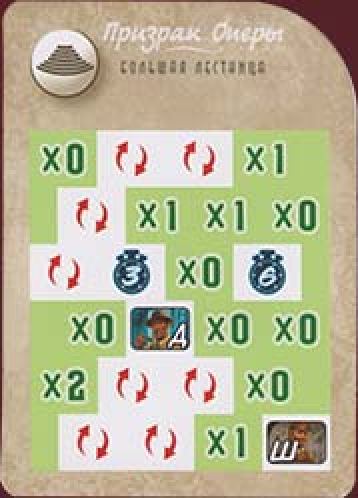 Призрак Оперы
БОЛЬШАЯ ЛЕСТНИЦА
x0 x1
x1 x1 x0
3 x0 6
x0 Д x0 x0
x2 x0
x1 Ш